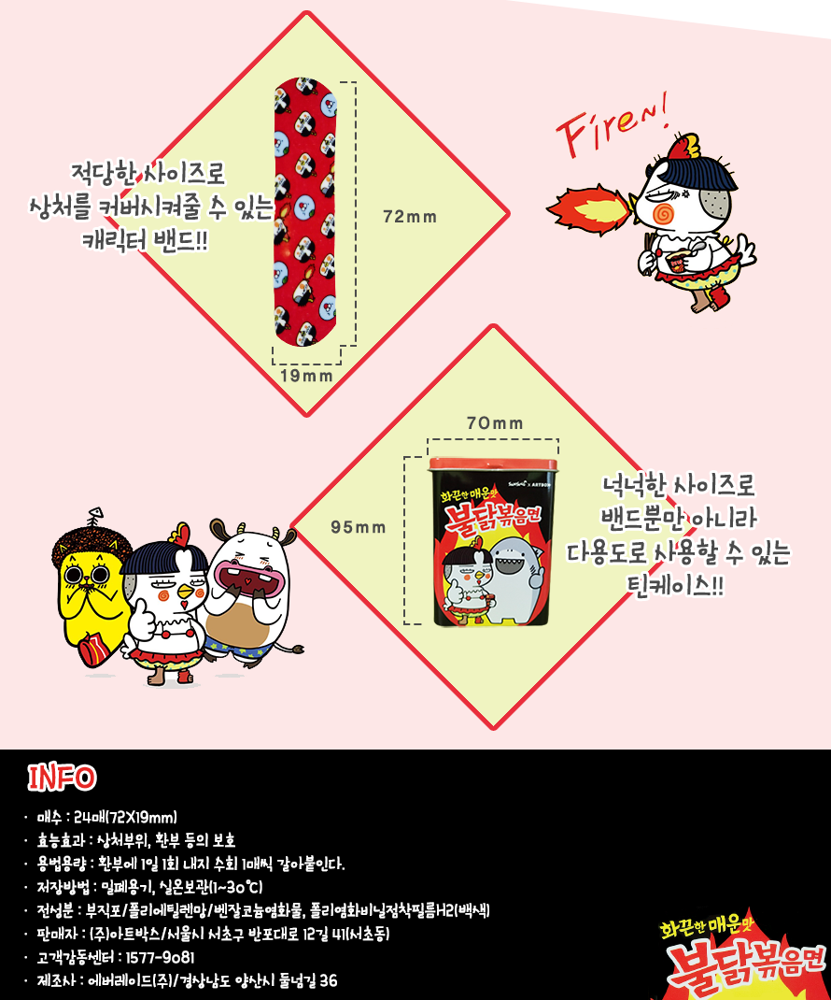 적당한 사이즈로
상처를 커버시켜줄 수 있는
캐릭터 밴드!!
72mm
19mm
Fire~!
70mm
95mm
SAMYANG x ARTBOX
화끈한 매운맛
불닭볶음면
넉넉한 사이즈로
밴드뿐만 아니라
다용도로 사용할 수 있는
틴케이스!!
INFO
· 매수 : 24매(72X19mm)
· 효능효과 : 상처부위, 환부 등의 보호
· 용법용량 : 환부에 1일 1회 내지 수회 1매씩 갈아붙인다.
· 저장방법 : 밀폐용기, 실온보관(1~30℃)
· 전성분 : 부직포/폴리에틸렌망/벤잘코늄염화물, 폴리염화비닐점착필름H2(백색)
· 판매자 : (주)아트박스/서울시 서초구 반포대로 12길 41(서초동)
· 고객감동센터 : 1577-9081
· 제조사 : 에버레이드(주)/경상남도 양산시 둘넘길 36
화끈한 매운맛
불닭볶음면